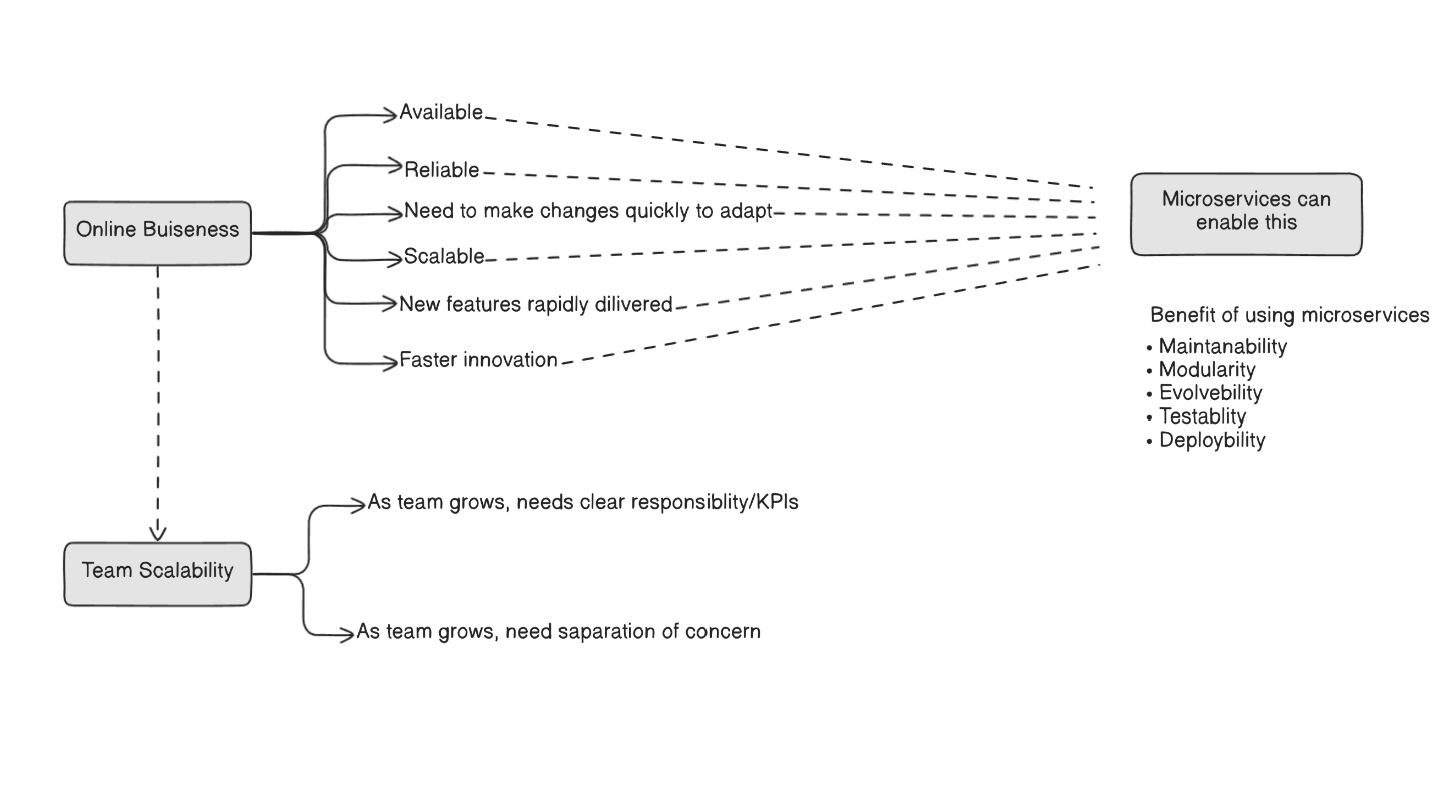 Available
Reliable
Need to make changes quickly to adapt
Online Buiseness
Scalable
New features rapidly dilivered
Faster innovation
Microservices can
enable this
Benefit of using microservices
• Maintanability
• Modularity
• Evolvebility
• Testablity
• Deploybility
As team grows, needs clear responsiblity/KPIs
Team Scalability
As team grows, need saparation of concern